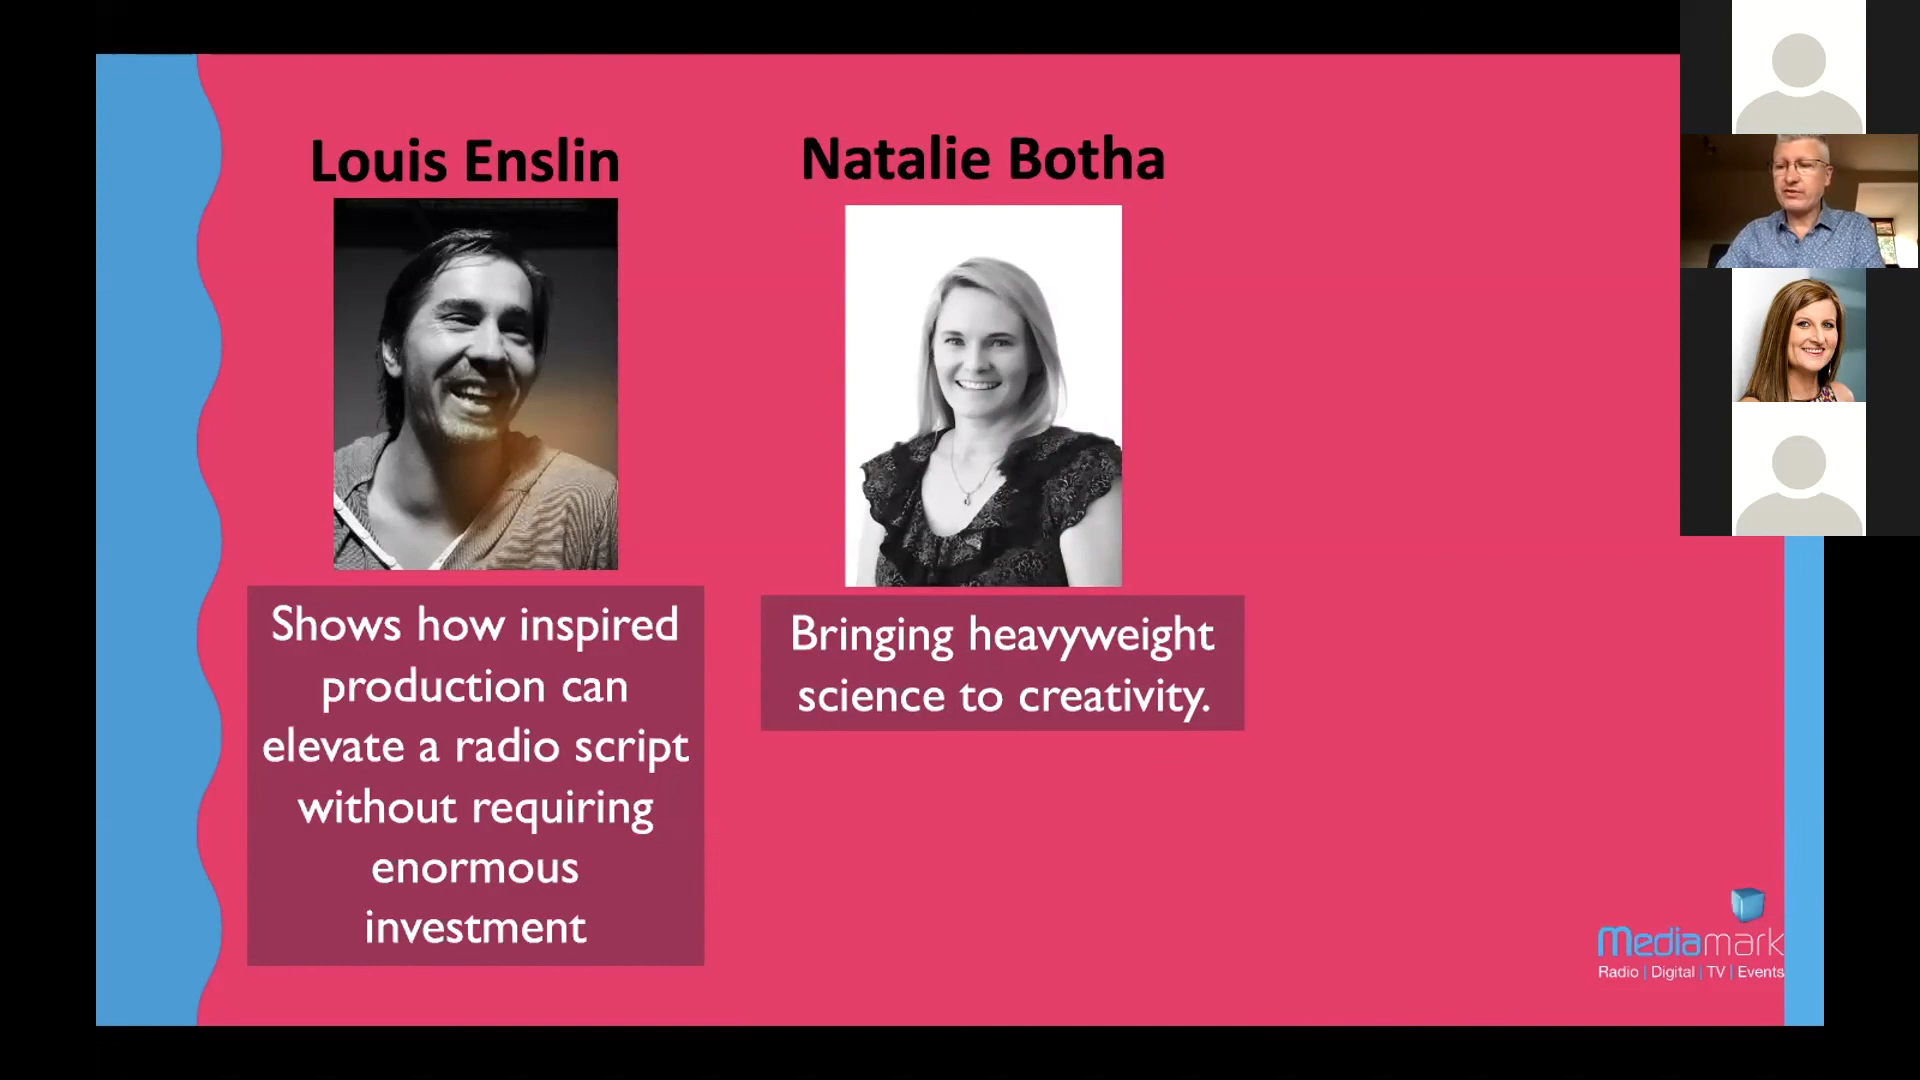 Louis Enslin
Natalie Botha
Shows how inspired
production can
elevate a radio script
without requiring
enormous
investment
Bringing heavyweight
science to creativity.
Mediamark
Radio | Digital | TV | Events